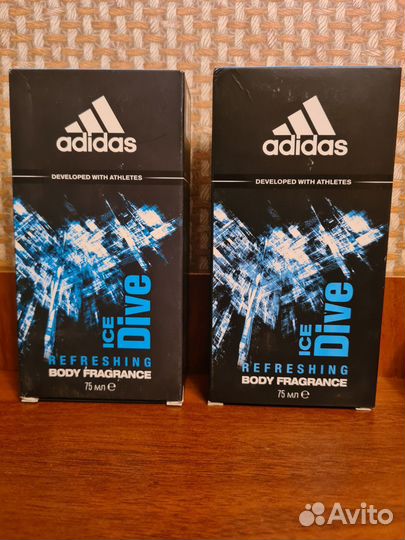 adidas
DEVELOPED WITH ATHLETES
ICE
Dive
REFRESHING
BODY FRAGRANCE
75 мл ℮
adidas
DEVELOPED WITH ATHLETES
ICE
Dive
REFRESHING
BODY FRAGRANCE
75 мл ℮
Avito